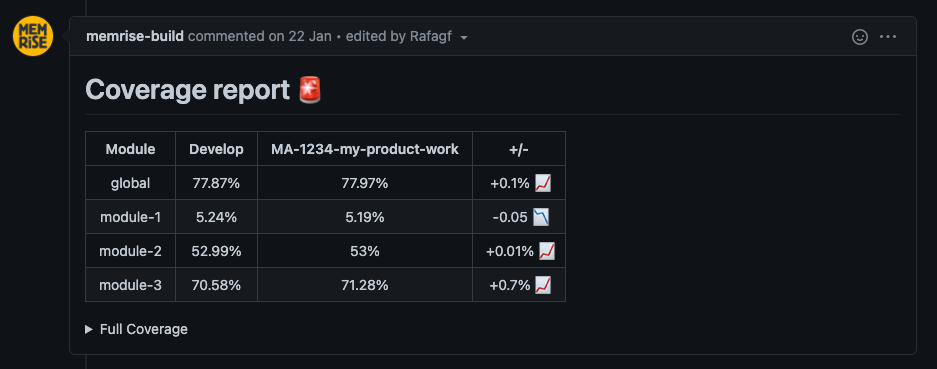 MEM
RiSE
memrise-build commented on 22 Jan • edited by Rafagf
Coverage report
Module Develop MA-1234-my-product-work +/-
global 77.87% 77.97% +0.1%
module-1 5.24% 5.19% -0.05
module-2 52.99% 53% +0.01%
module-3 70.58% 71.28% +0.7%
Full Coverage